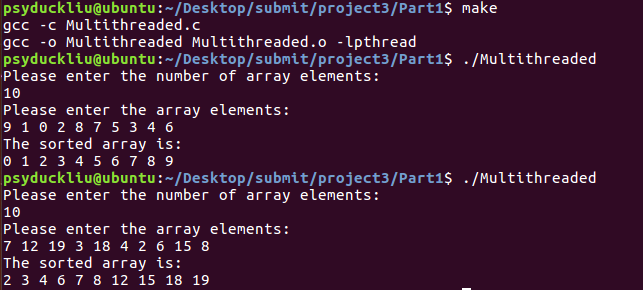 psyduckliu@ubuntu:~/Desktop/submit/project3/Part1$ make
gcc -c Multithreaded.c
gcc -o Multithreaded Multithreaded.o -lpthread
psyduckliu@ubuntu:~/Desktop/submit/project3/Part1$ ./Multithreaded
Please enter the number of array elements:
10
Please enter the array elements:
9 1 0 2 8 7 5 3 4 6
The sorted array is:
0 1 2 3 4 5 6 7 8 9
psyduckliu@ubuntu:~/Desktop/submit/project3/Part1$ ./Multithreaded
Please enter the number of array elements:
10
Please enter the array elements:
7 12 19 3 18 4 2 6 15 8
The sorted array is:
2 3 4 6 7 8 12 15 18 19